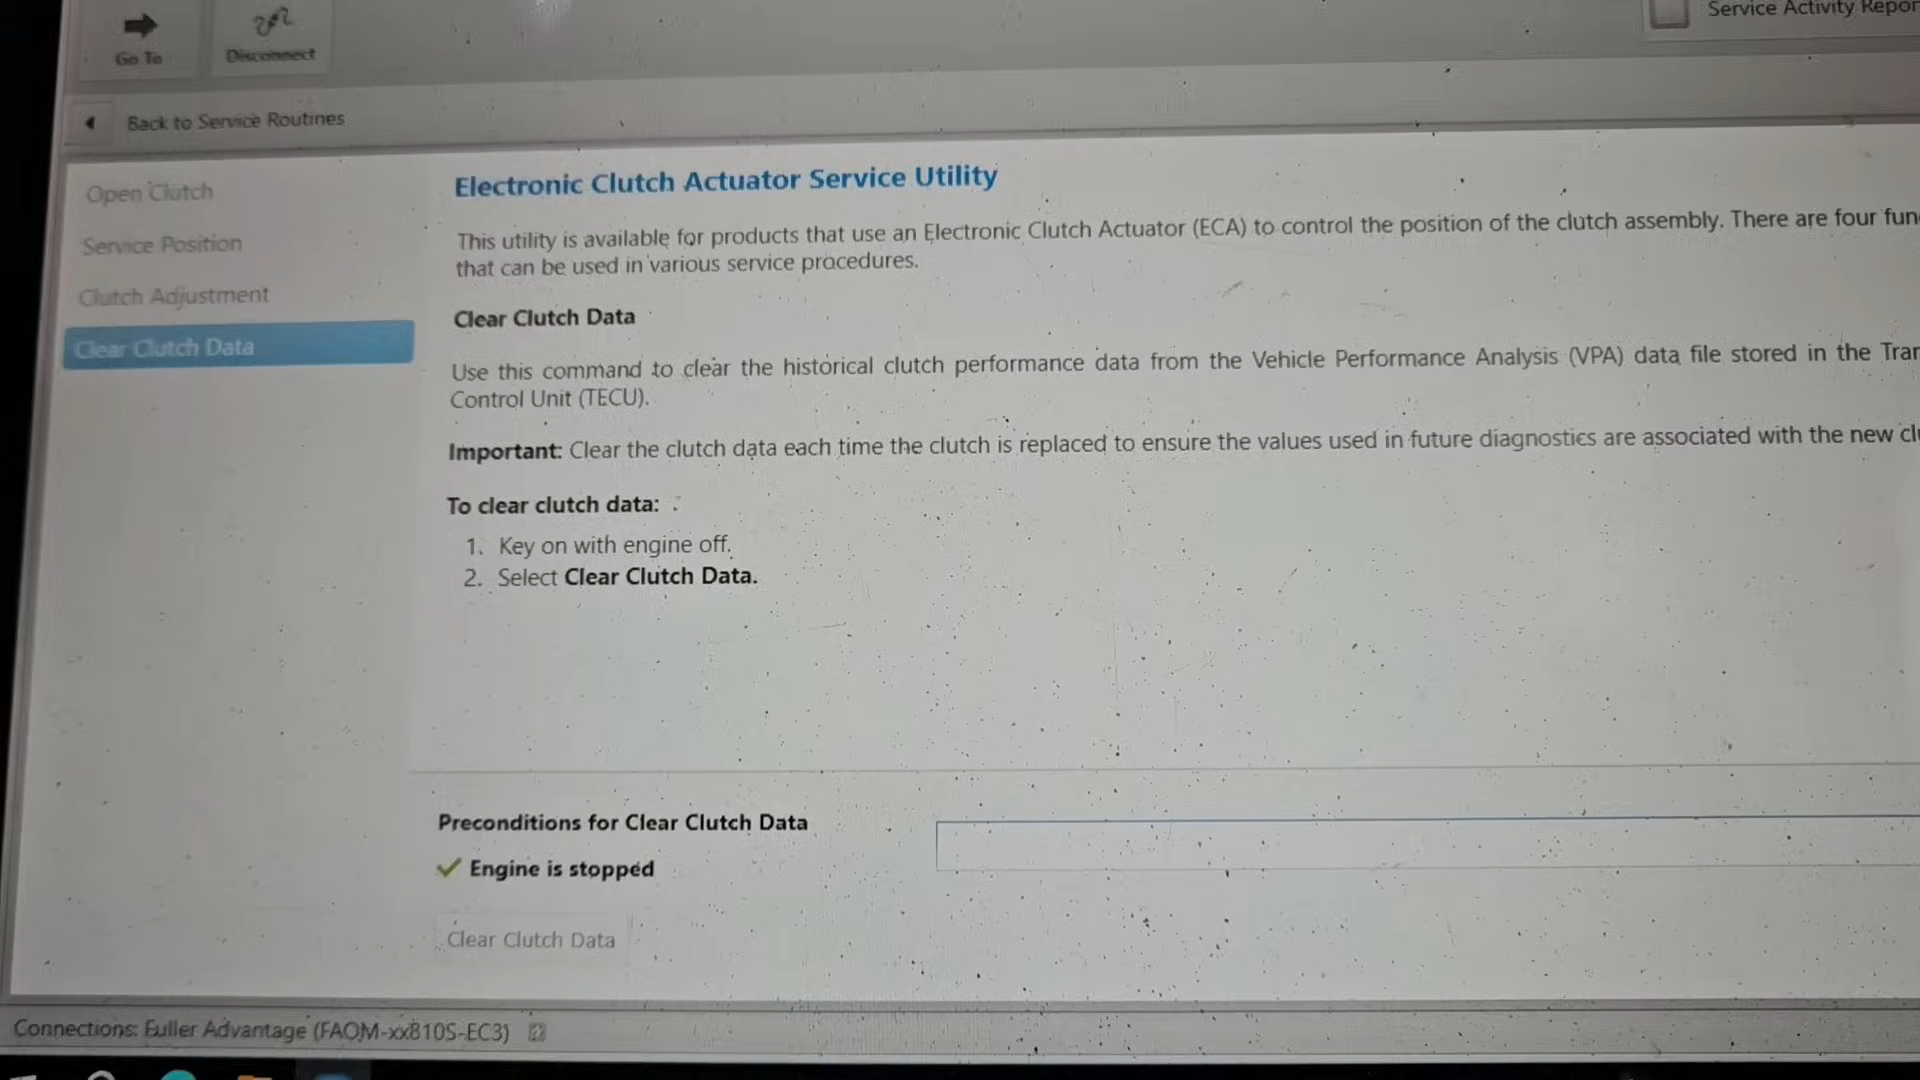 Service Activity Repor
Go To
Disconnect
Back to Service Routines
Open Clutch
Service Position
Clutch Adjustment
Clear Clutch Data
Electronic Clutch Actuator Service Utility
This utility is available for products that use an Electronic Clutch Actuator (ECA) to control the position of the clutch assembly. There are four fun
that can be used in various service procedures.
Clear Clutch Data
Use this command to clear the historical clutch performance data from the Vehicle Performance Analysis (VPA) data file stored in the Tran
Control Unit (TECU).
Important: Clear the clutch data each time the clutch is replaced to ensure the values used in future diagnostics are associated with the new cl
To clear clutch data:
1. Key on with engine off.
2. Select Clear Clutch Data.
Preconditions for Clear Clutch Data
Engine is stopped
Clear Clutch Data
Connections: Fuller Advantage (FAOM-xx810S-EC3)